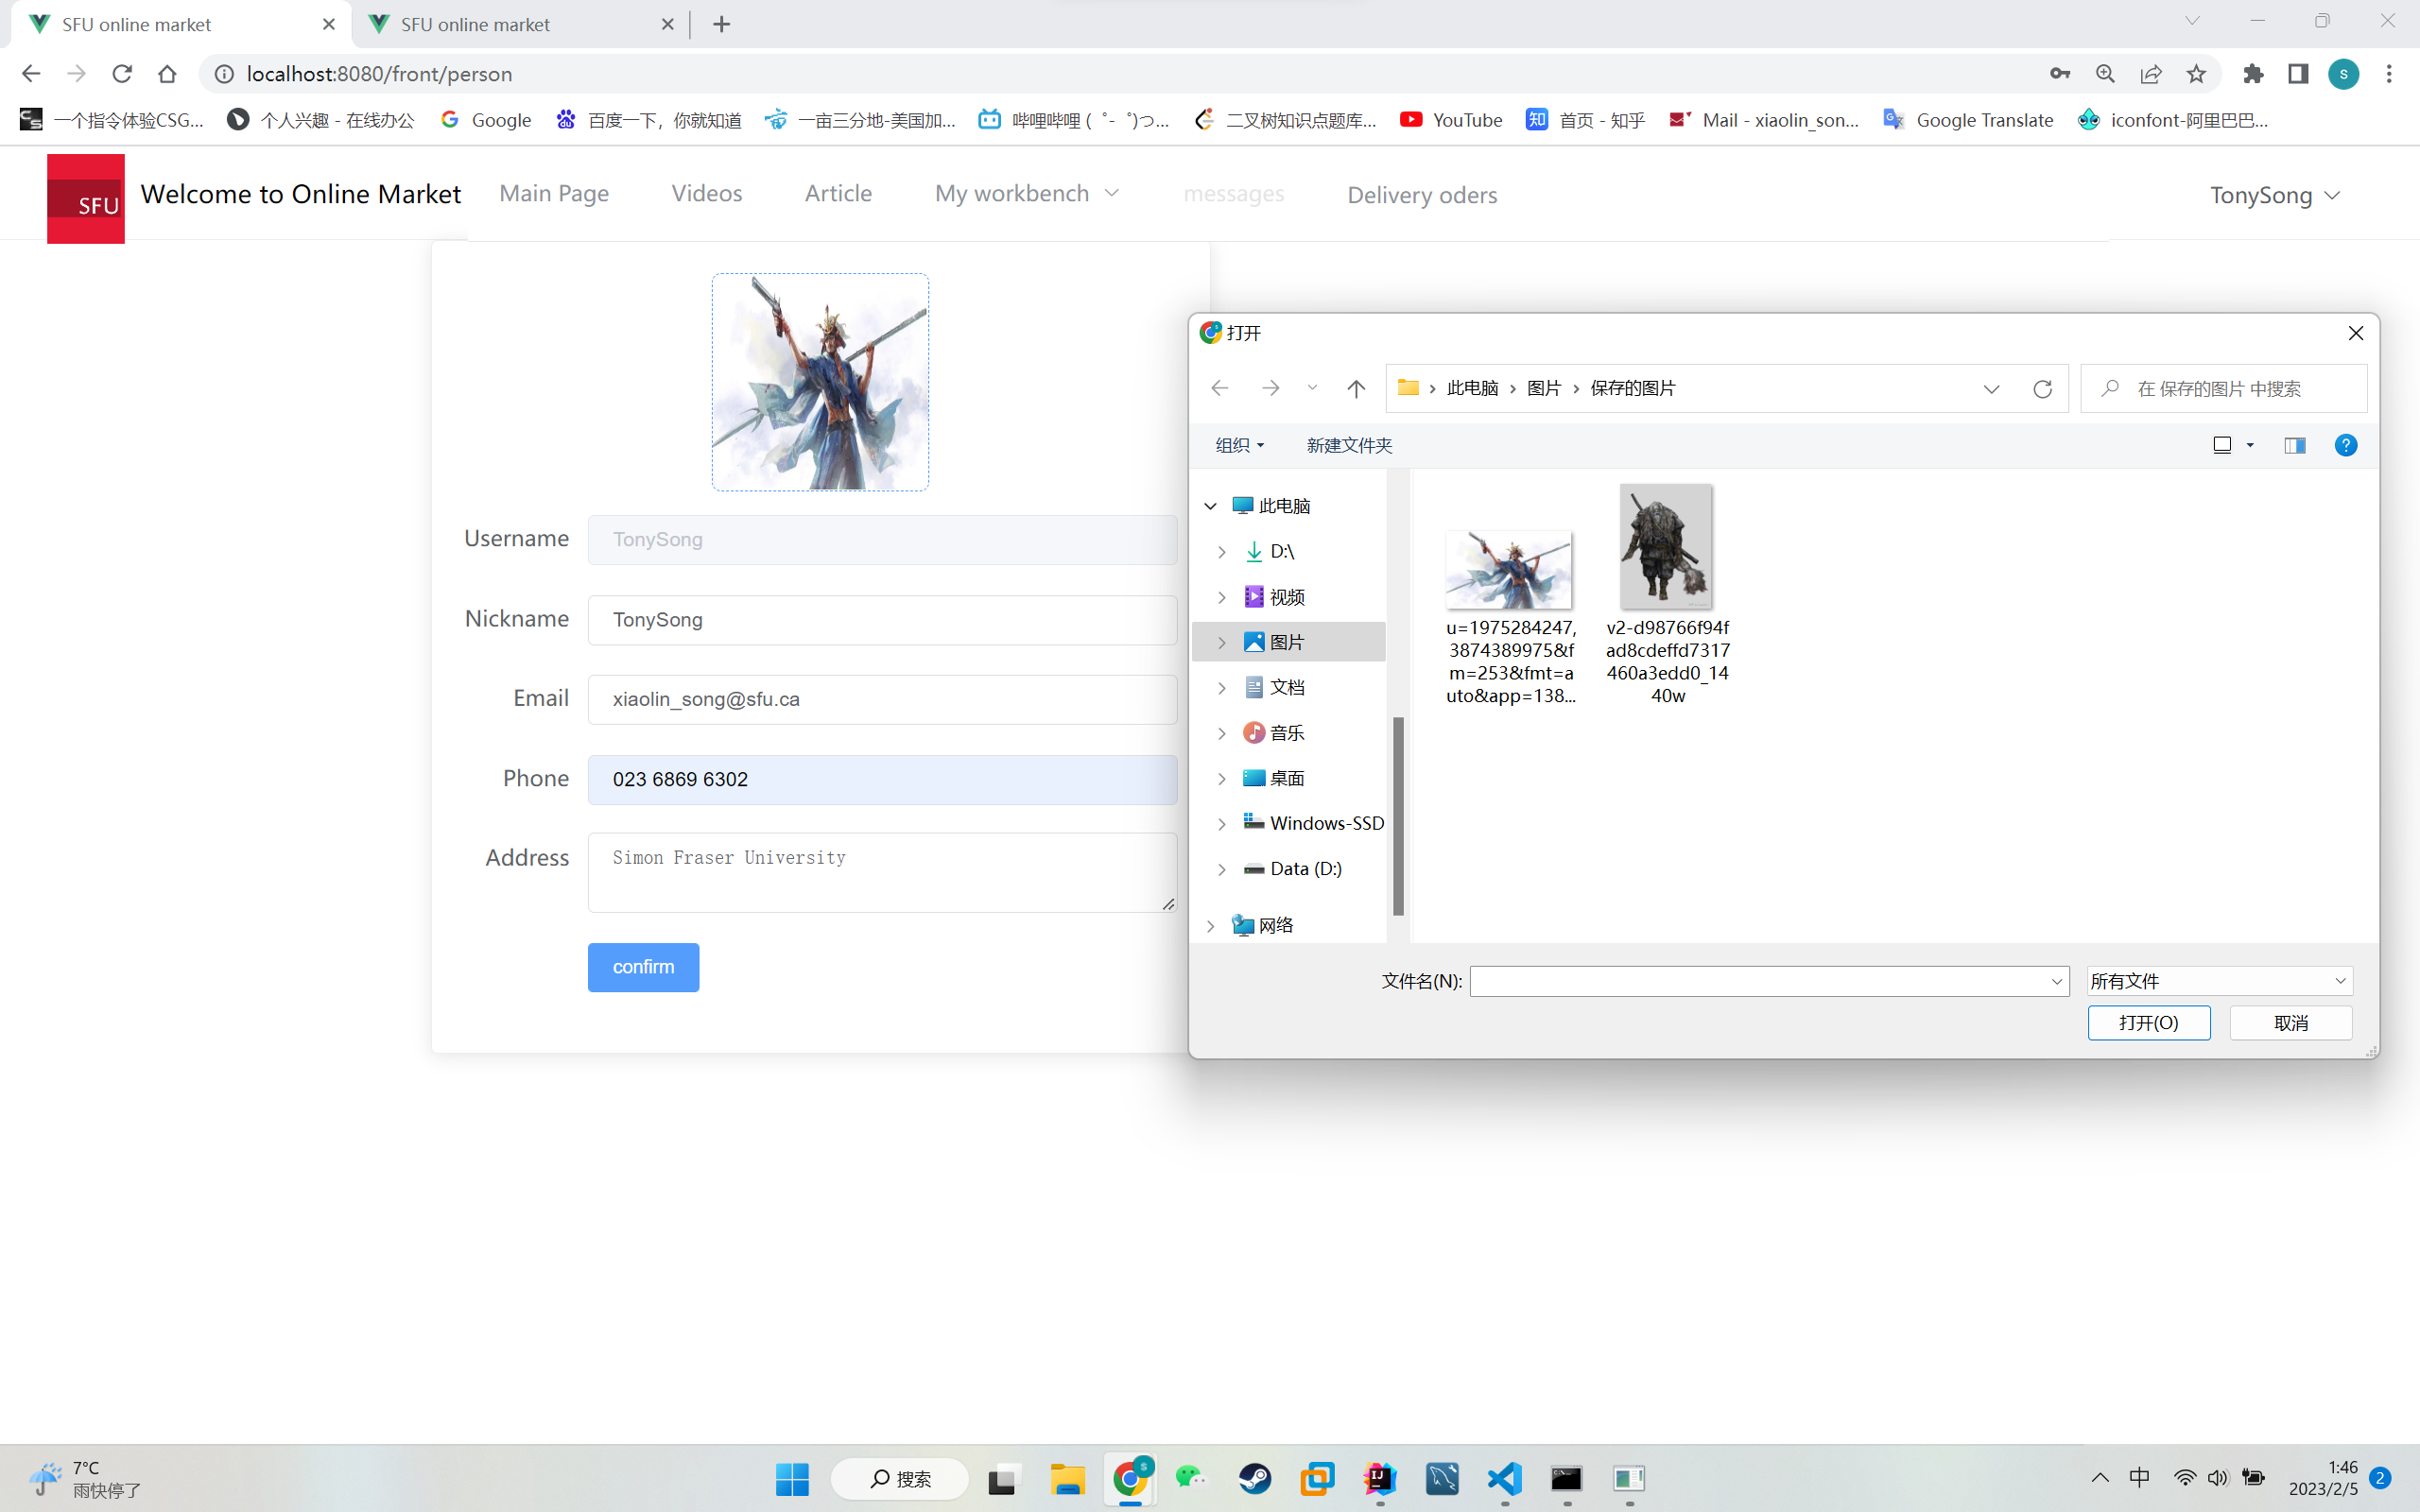 SFU online market
SFU online market
localhost:8080/front/person
s
一个指令体验CSG...
个人兴趣 - 在线办公
Google
百度一下，你就知道
一亩三分地-美国加...
哔哩哔哩 ( ゜- ゜)つ...
二叉树知识点题库...
YouTube
知 首页 - 知乎
Mail - xiaolin_son...
Google Translate
iconfont-阿里巴巴...
SFU
Welcome to Online Market
Main Page
Videos
Article
My workbench
messages
Delivery oders
TonySong
Username
TonySong
Nickname
TonySong
Email
xiaolin_song@sfu.ca
Phone
023 6869 6302
Address
Simon Fraser University
confirm
打开
此电脑 › 图片 › 保存的图片
在 保存的图片 中搜索
组织
新建文件夹
此电脑
D:\
视频
图片
文档
音乐
桌面
Windows-SSD
Data (D:)
网络
u=1975284247,
3874389975&f
m=253&fmt=a
uto&app=138...
v2-d98766f94f
ad8cdeffd7317
460a3edd0_14
40w
文件名(N):
所有文件
打开(O)
取消
7°C
雨快停了
搜索
中
1:46
2023/2/5
2